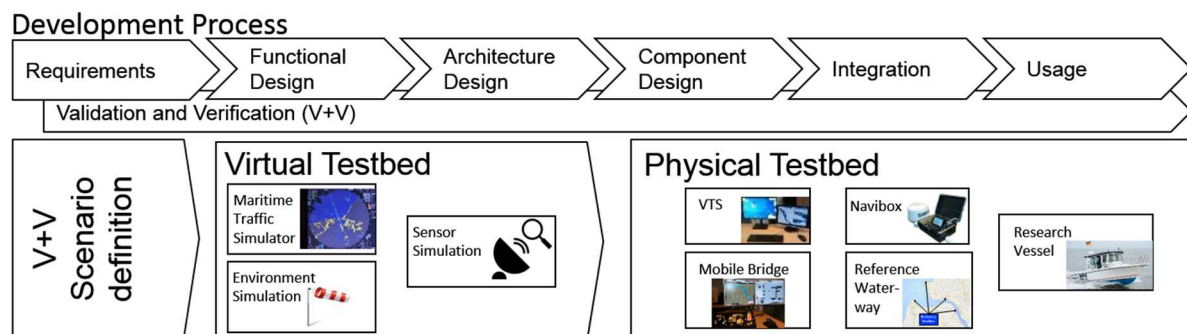 Development Process
Requirements
Functional
Design
Architecture
Design
Component
Design
Integration
Usage
Validation and Verification (V+V)
V+V
Scenario
definition
Virtual Testbed
Maritime
Traffic
Simulator
Sensor
Simulation
Environment
Simulation
Physical Testbed
VTS
Navibox
Research
Vessel
Mobile Bridge
Reference
Water-
way